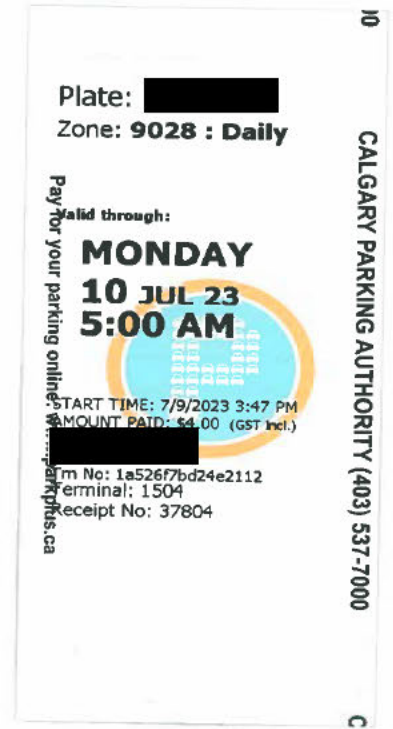 Plate:
Zone: 9028 : Daily
Valid through:
MONDAY
10 JUL 23
5:00 AM
START TIME: 7/9/2023 3:47 PM
AMOUNT PAID: $4.00 (GST Incl.)
Trn No: 1a526f7bd24e2112
Terminal: 1504
Receipt No: 37804
Pay for your parking online: www.parkplus.ca
CALGARY PARKING AUTHORITY (403) 537-7000